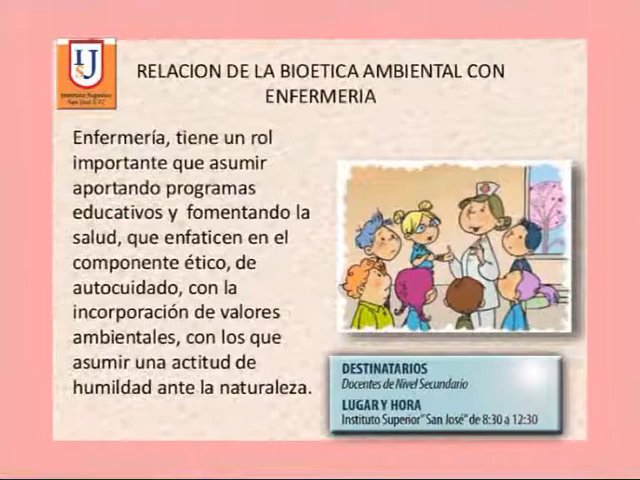 IJS
Instituto Superior
RELACION DE LA BIOETICA AMBIENTAL CON
ENFERMERIA
Enfermería, tiene un rol
importante que asumir
aportando programas
educativos y fomentando la
salud, que enfaticen en el
componente ético, de
autocuidado, con la
incorporación de valores
ambientales, con los que
asumir una actitud de
humildad ante la naturaleza.
DESTINATARIOS
Docentes de Nivel Secundario
LUGAR Y HORA
Instituto Superior "San José" de 8:30 a 12:30